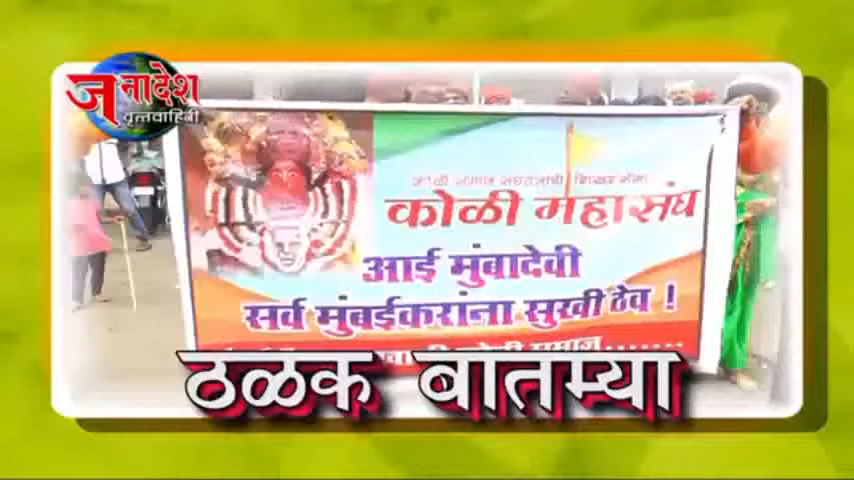 जनादेश
वृत्तवाहिनी
कोळी महासंघ
आई मुंबादेवी
सर्व मुंबईकरांना सुखी ठेव !
ठळक बातम्या